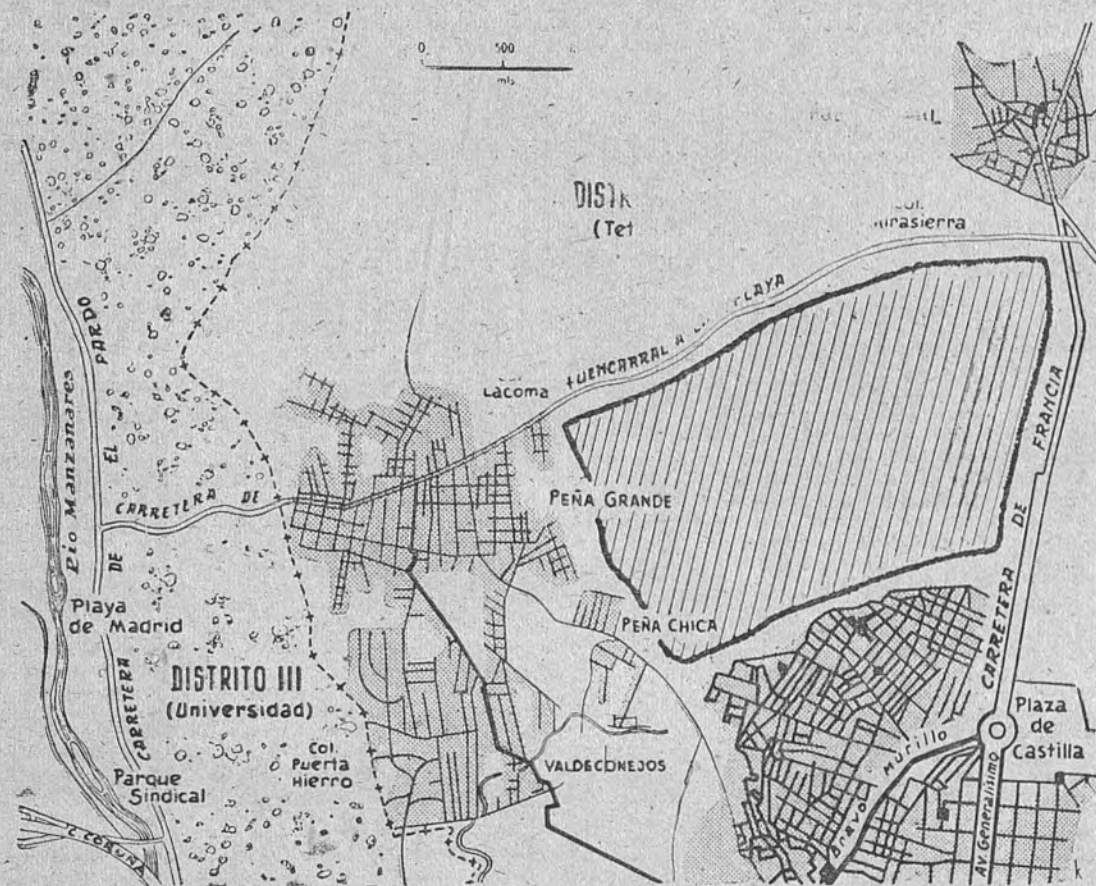 0 500
mts
DISTR
(Tet
Col.
mirasierra
CARRETERA DE FUENCARRAL A PLAYA
Col.
Lacoma
Río Manzanares
CARRETERA DE EL PARDO
PEÑA GRANDE
CARRETERA DE FRANCIA
Playa
de Madrid
PEÑA CHICA
DISTRITO III
(Universidad)
Col.
Puerta
Hierro
VALDECONEJOS
Plaza
de
Castilla
Bravo Murillo
Parque
Sindical
C. CORUÑA
AV. Generalisimo